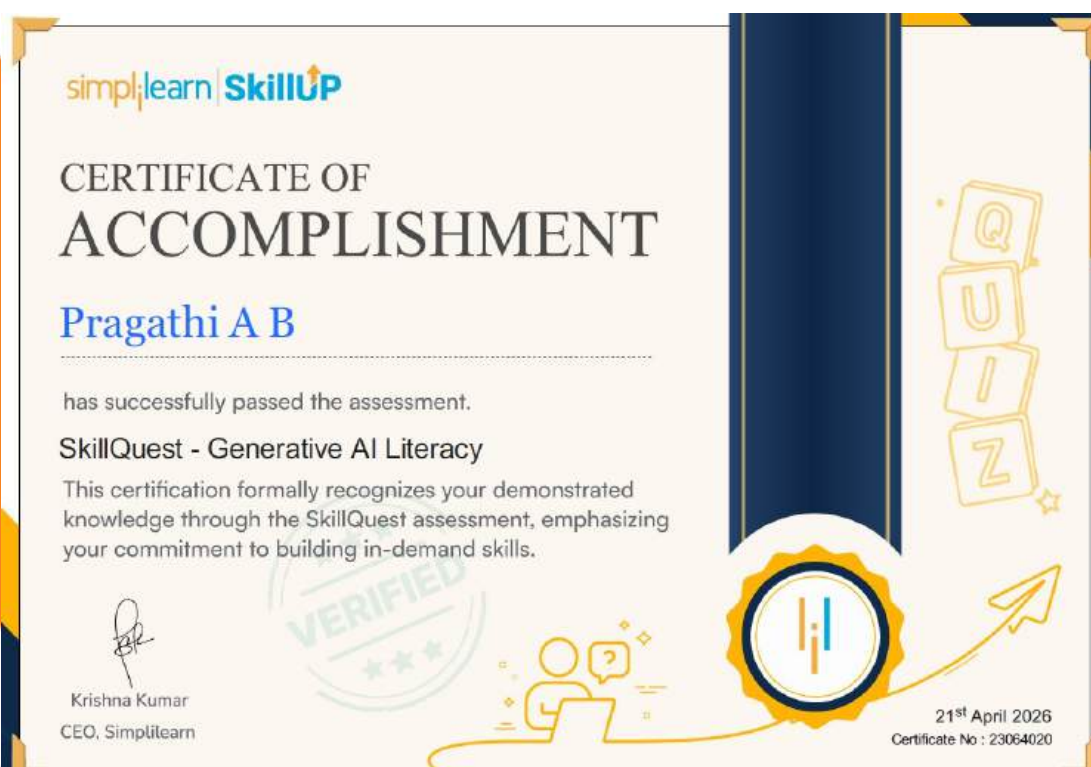 simplilearn | SkillUP
CERTIFICATE OF
ACCOMPLISHMENT
Pragathi A B
has successfully passed the assessment.
SkillQuest - Generative AI Literacy
This certification formally recognizes your demonstrated
knowledge through the SkillQuest assessment, emphasizing
your commitment to building in-demand skills.
VERIFIED
Krishna Kumar
CEO, Simplilearn
QUIZ
?
21st April 2026
Certificate No : 23064020